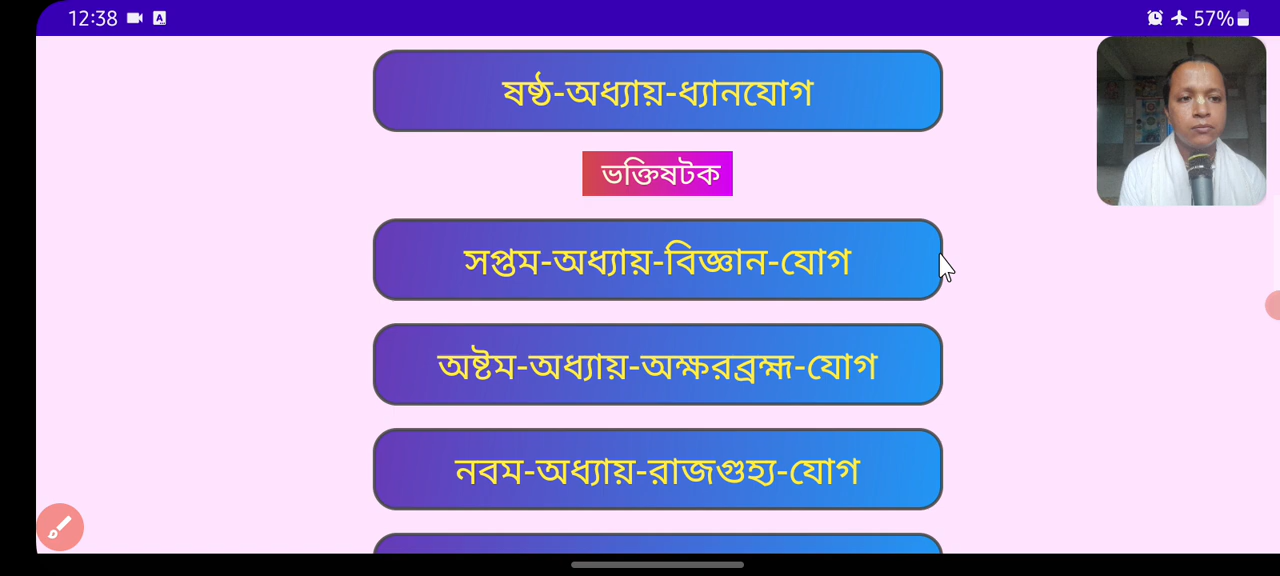 12:38
57%
ষষ্ঠ-অধ্যায়-ধ্যানযোগ
ভক্তিষটক
সপ্তম-অধ্যায়-বিজ্ঞান-যোগ
অষ্টম-অধ্যায়-অক্ষরব্রহ্ম-যোগ
নবম-অধ্যায়-রাজগুহ্য-যোগ